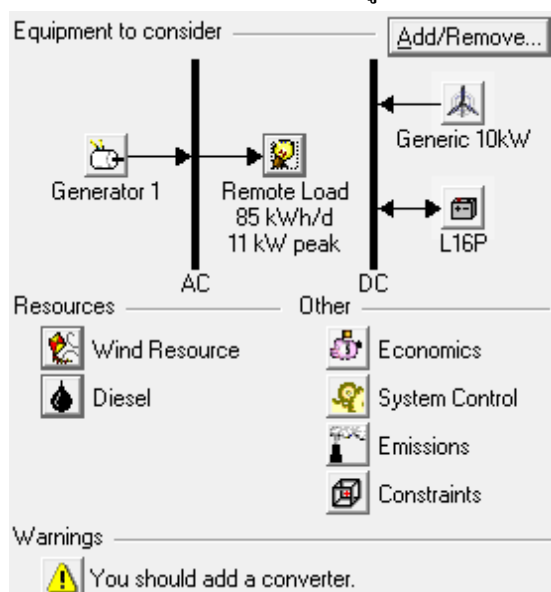 Equipment to consider
Add/Remove...
Generator 1
Remote Load
85 kWh/d
11 kW peak
Generic 10kW
L16P
AC
DC
Resources
Other
Wind Resource
Economics
Diesel
System Control
Emissions
Constraints
Warnings
You should add a converter.